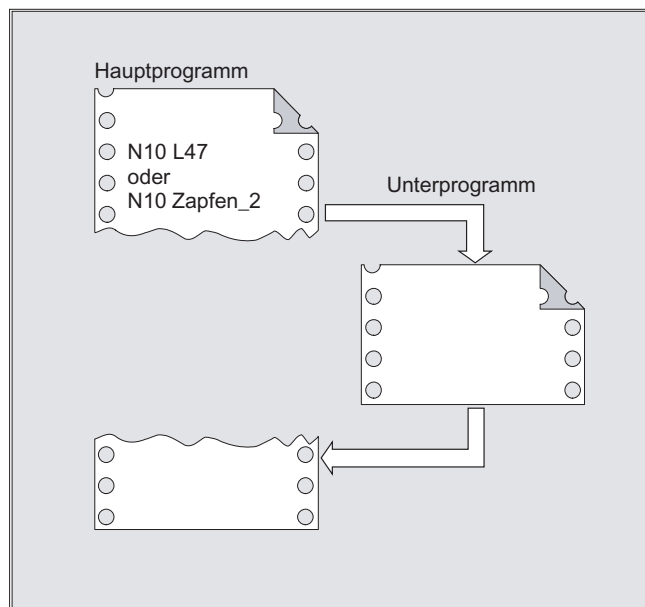 Hauptprogramm
N10 L47
oder
N10 Zapfen_2
Unterprogramm